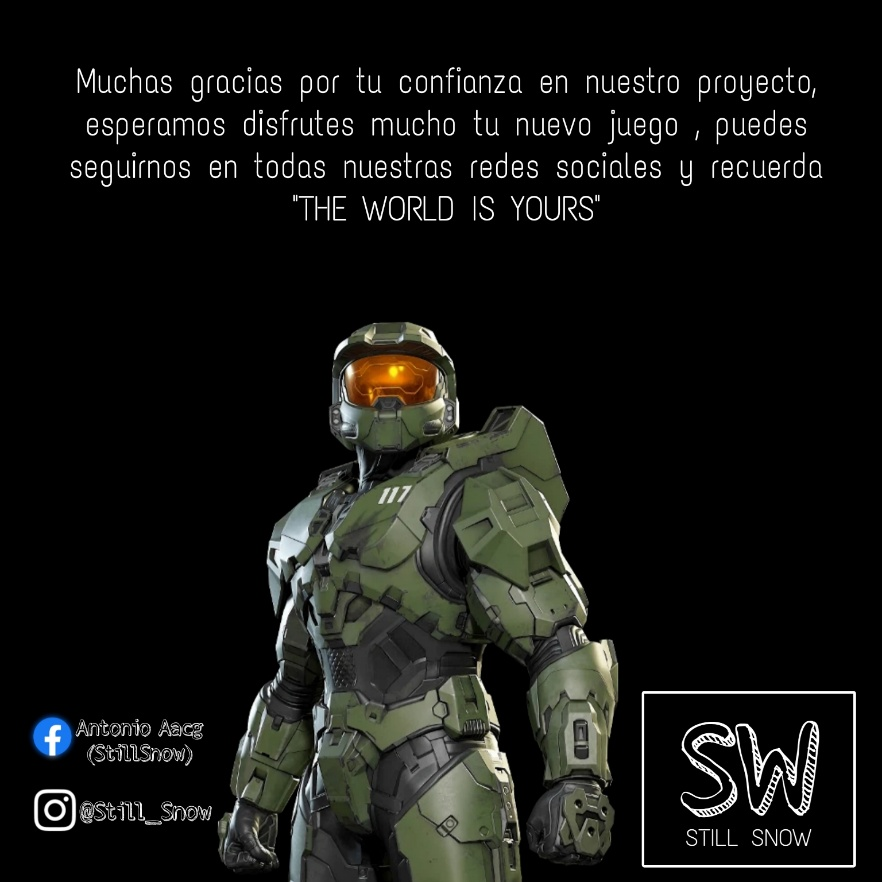 Muchas gracias por tu confianza en nuestro proyecto,
esperamos disfrutes mucho tu nuevo juego , puedes
seguirnos en todas nuestras redes sociales y recuerda
"THE WORLD IS YOURS"
117
Antonio Aacg
(StillSnow)
@Still_Snow
SW
STILL SNOW